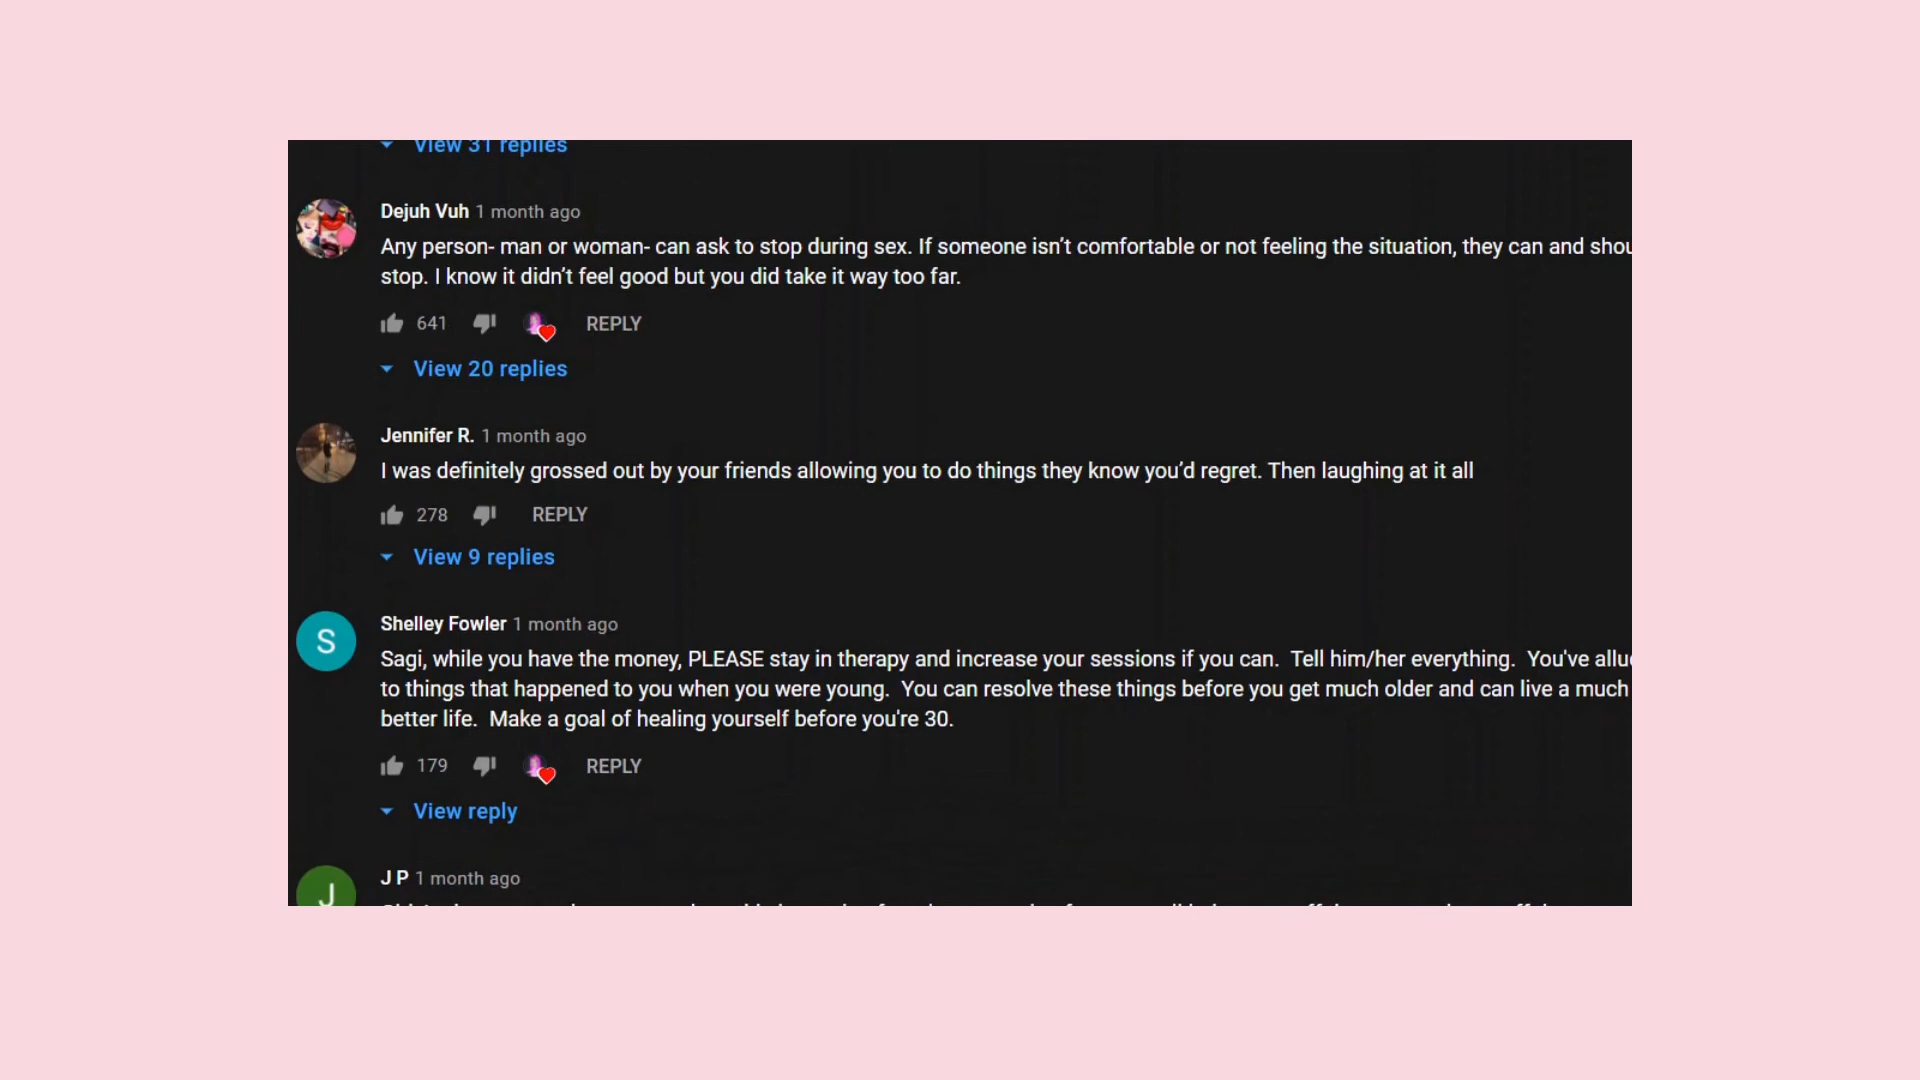 View 31 replies
Dejuh Vuh 1 month ago
Any person- man or woman- can ask to stop during sex. If someone isn’t comfortable or not feeling the situation, they can and shou
stop. I know it didn’t feel good but you did take it way too far.
641 REPLY
View 20 replies
Jennifer R. 1 month ago
I was definitely grossed out by your friends allowing you to do things they know you’d regret. Then laughing at it all
278 REPLY
View 9 replies
S
Shelley Fowler 1 month ago
Sagi, while you have the money, PLEASE stay in therapy and increase your sessions if you can. Tell him/her everything. You've allu
to things that happened to you when you were young. You can resolve these things before you get much older and can live a much
better life. Make a goal of healing yourself before you're 30.
179 REPLY
View reply
J
J P 1 month ago